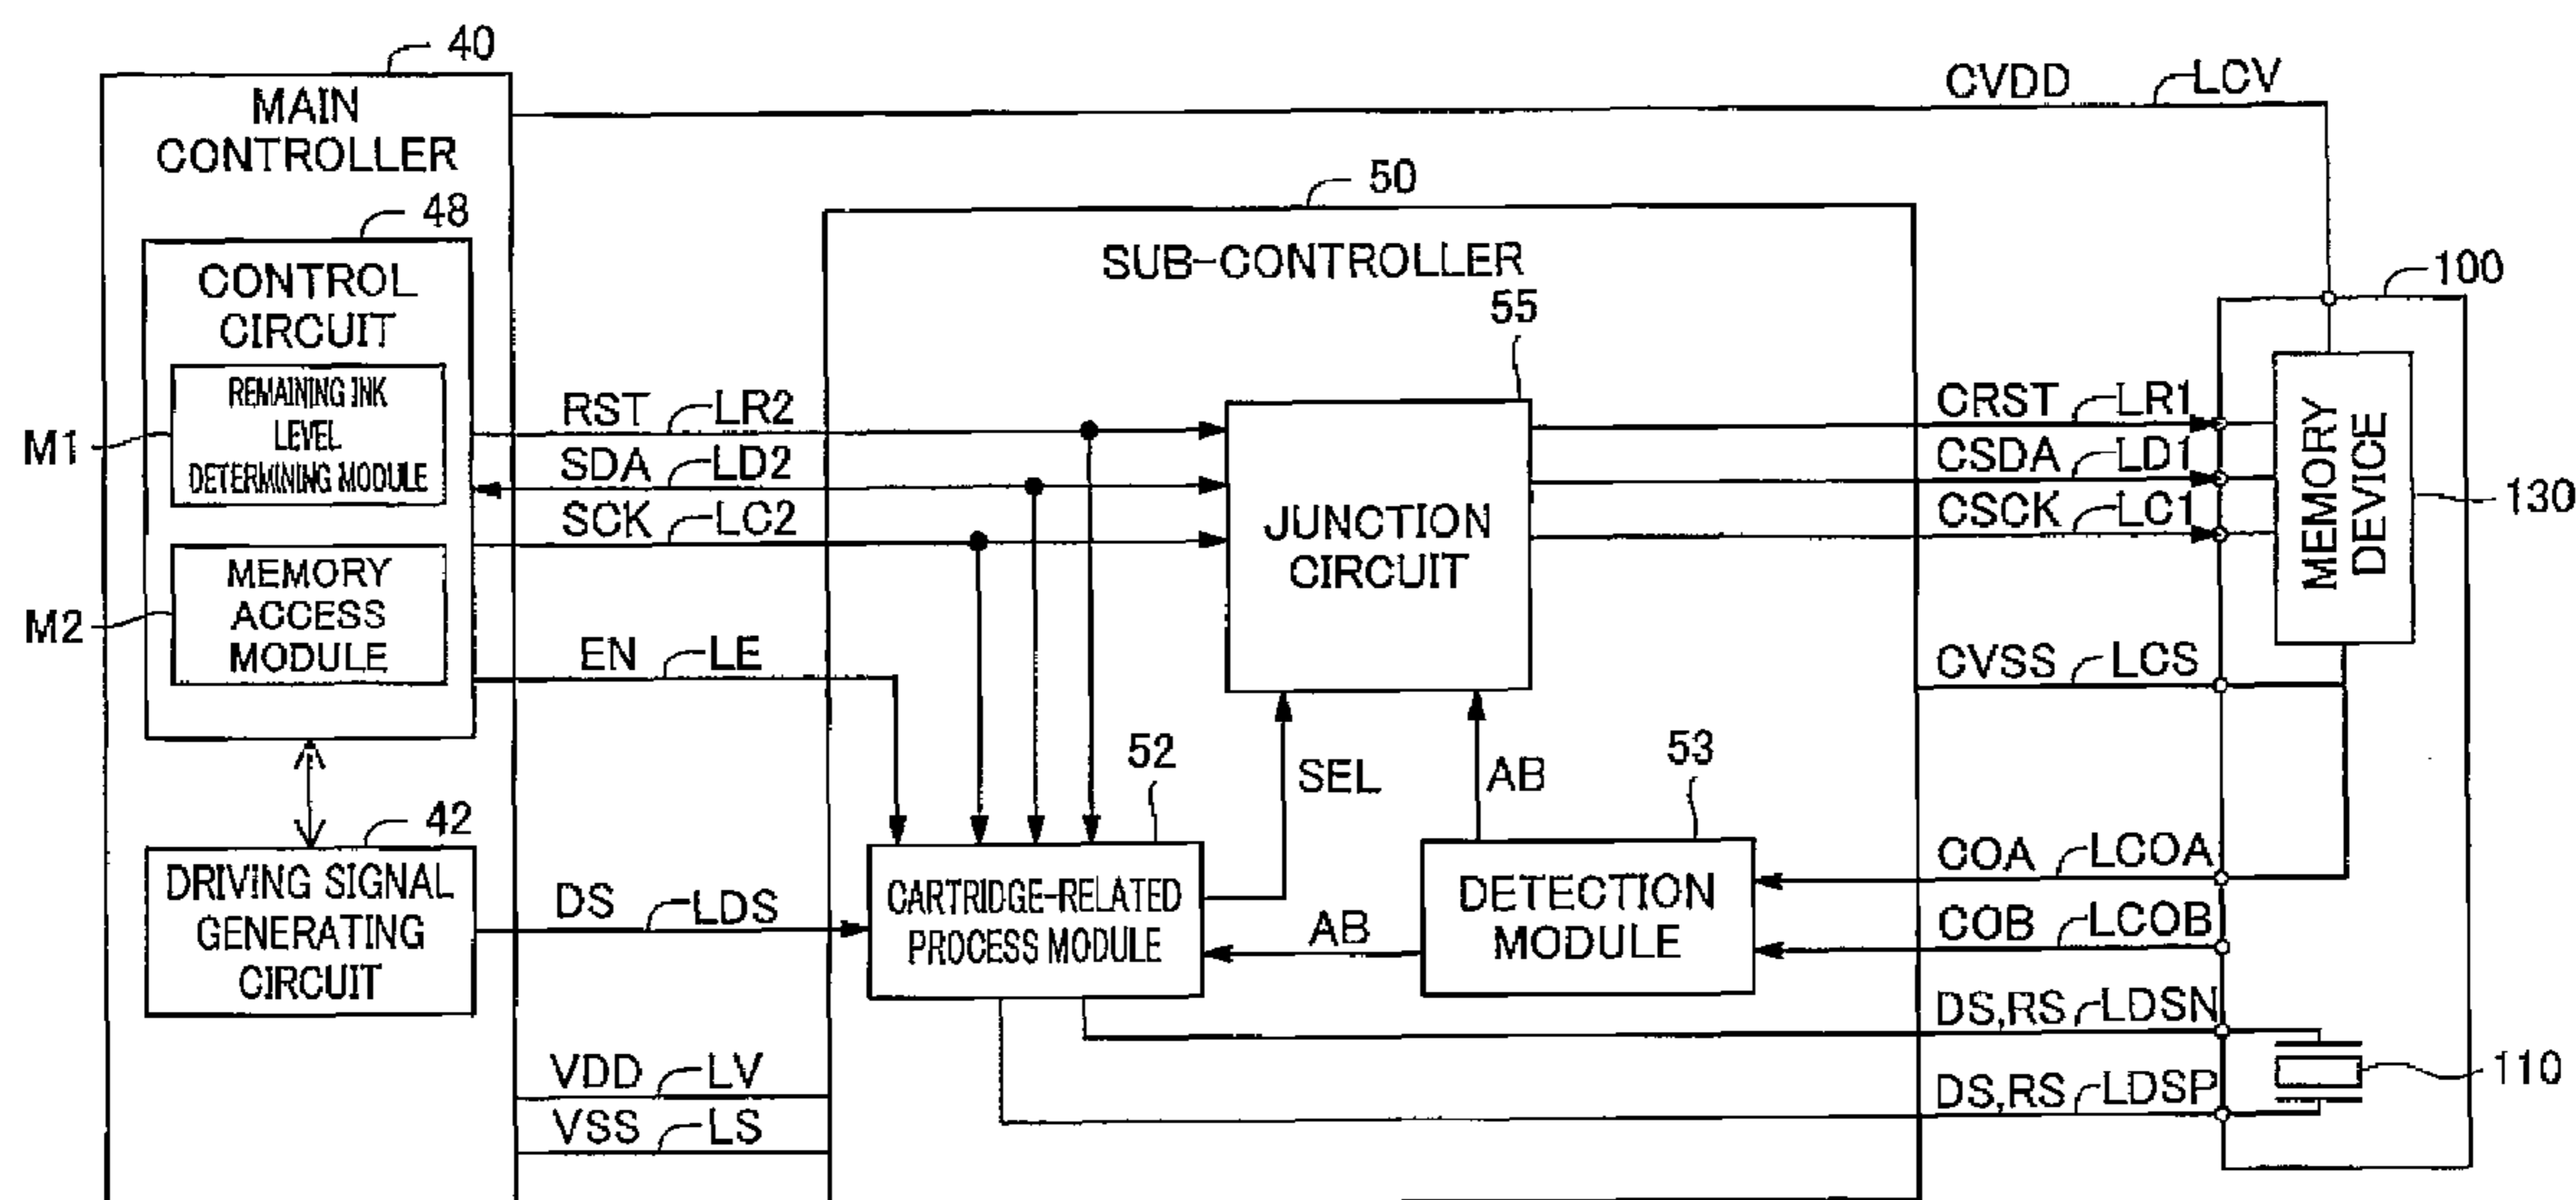 40
MAIN
CONTROLLER
CVDD
LCV
48
CONTROL
CIRCUIT
REMAINING INK
LEVEL
DETERMINING MODULE
M1
MEMORY
ACCESS
MODULE
M2
42
DRIVING SIGNAL
GENERATING
CIRCUIT
RST
LR2
SDA
LD2
SCK
LC2
EN
LE
DS
LDS
VDD
LV
VSS
LS
50
SUB-CONTROLLER
55
JUNCTION
CIRCUIT
52
SEL
AB
53
CARTRIDGE-RELATED
PROCESS MODULE
AB
DETECTION
MODULE
100
CRST
LR1
CSDA
LD1
CSCK
LC1
MEMORY
DEVICE
130
CVSS
LCS
COA
LCOA
COB
LCOB
DS,RS
LDSN
DS,RS
LDSP
110